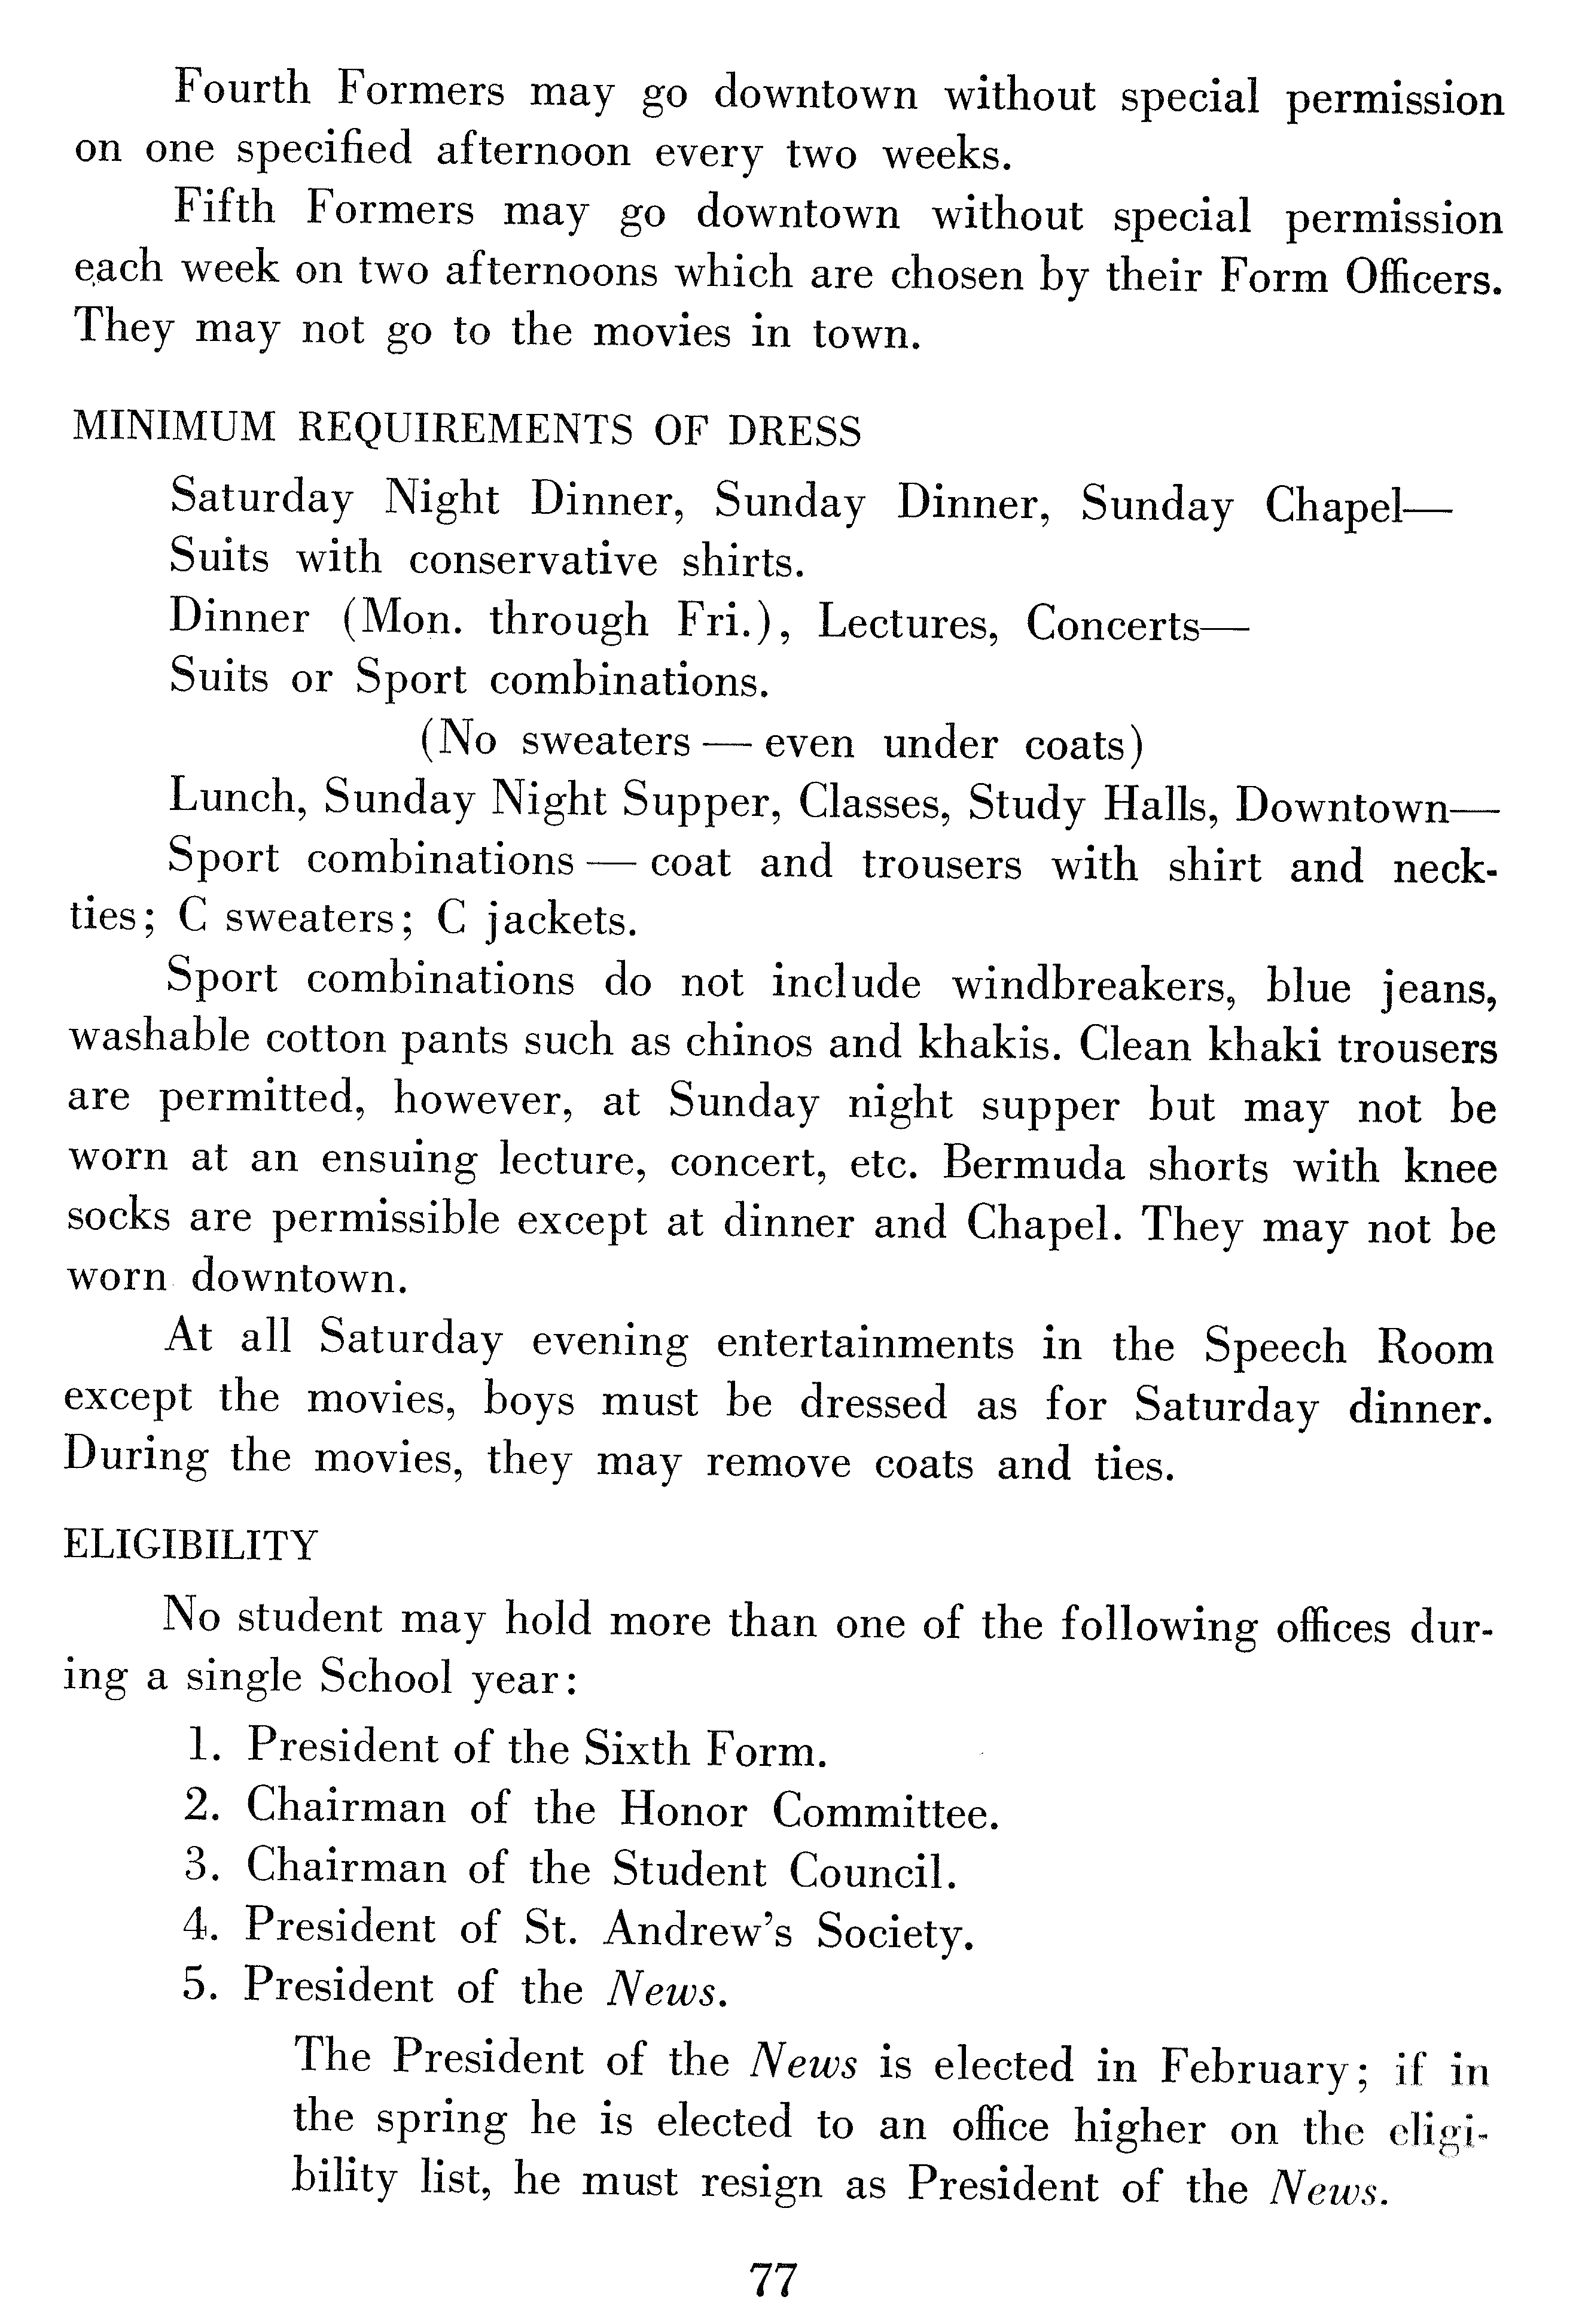 Fourth Formers may go downtown without special permission
on one specified afternoon every two weeks.
Fifth Formers may go downtown without special permission
each week on two afternoons which are chosen by their Form Officers.
They may not go to the movies in town.
MINIMUM REQUIREMENTS OF DRESS
Saturday Night Dinner, Sunday Dinner, Sunday Chapel—
Suits with conservative shirts.
Dinner (Mon. through Fri.), Lectures, Concerts—
Suits or Sport combinations.
(No sweaters — even under coats)
Lunch, Sunday Night Supper, Classes, Study Halls, Downtown—
Sport combinations — coat and trousers with shirt and neck-
ties; C sweaters; C jackets.
Sport combinations do not include windbreakers, blue jeans,
washable cotton pants such as chinos and khakis. Clean khaki trousers
are permitted, however, at Sunday night supper but may not be
worn at an ensuing lecture, concert, etc. Bermuda shorts with knee
socks are permissible except at dinner and Chapel. They may not be
worn downtown.
At all Saturday evening entertainments in the Speech Room
except the movies, boys must be dressed as for Saturday dinner.
During the movies, they may remove coats and ties.
ELIGIBILITY
No student may hold more than one of the following offices dur-
ing a single School year:
1. President of the Sixth Form.
2. Chairman of the Honor Committee.
3. Chairman of the Student Council.
4. President of St. Andrew's Society.
5. President of the News.
The President of the News is elected in February; if in
the spring he is elected to an office higher on the eligi-
bility list, he must resign as President of the News.
77